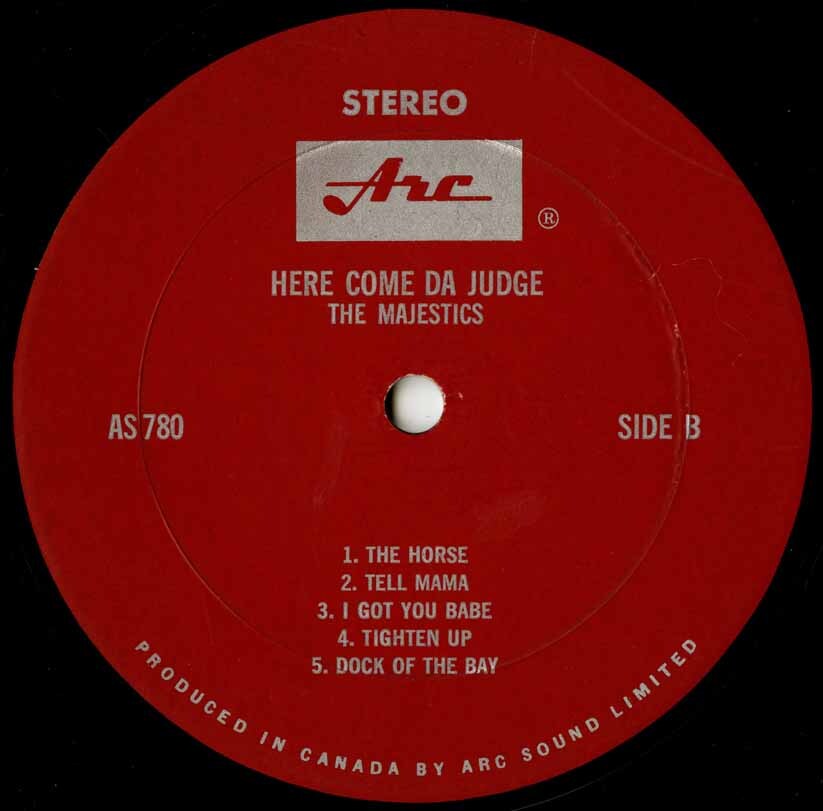 STEREO
Arc
®
HERE COME DA JUDGE
THE MAJESTICS
AS 780
SIDE B
1. THE HORSE
2. TELL MAMA
3. I GOT YOU BABE
4. TIGHTEN UP
5. DOCK OF THE BAY
PRODUCED IN CANADA BY ARC SOUND LIMITED